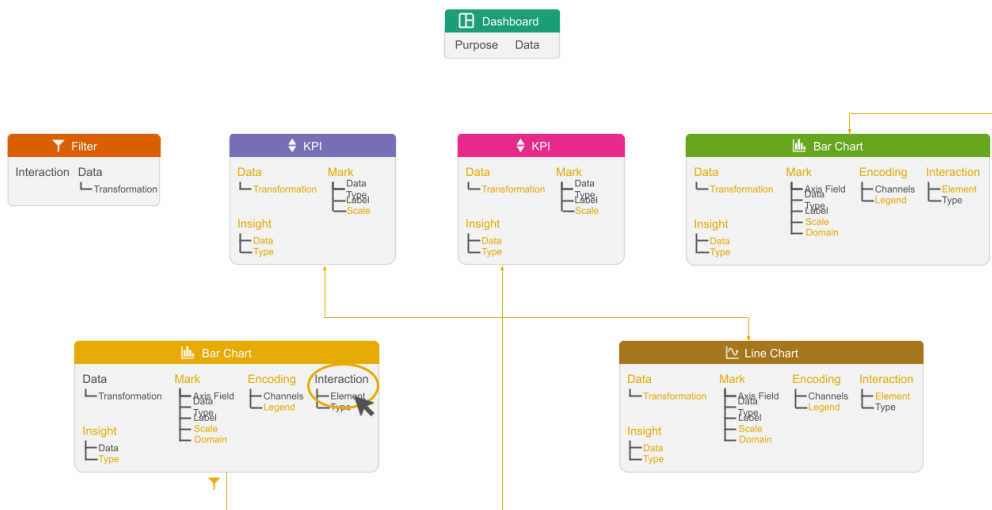 Dashboard
Purpose Data
Filter
Interaction Data
Transformation
KPI
Data Mark
Transformation
Data Type
Label
Scale
Insight
Data
Type
KPI
Data Mark
Transformation
Data Type
Label
Scale
Insight
Data
Type
Bar Chart
Data Mark Encoding Interaction
Transformation
Axis Field
Data Type
Label
Scale
Domain
Channels
Legend
Element
Type
Insight
Data
Type
Bar Chart
Data Mark Encoding Interaction
Transformation
Axis Field
Data Type
Label
Scale
Domain
Channels
Legend
Element
Type
Insight
Data
Type
Line Chart
Data Mark Encoding Interaction
Transformation
Axis Field
Data Type
Label
Scale
Domain
Channels
Legend
Element
Type
Insight
Data
Type